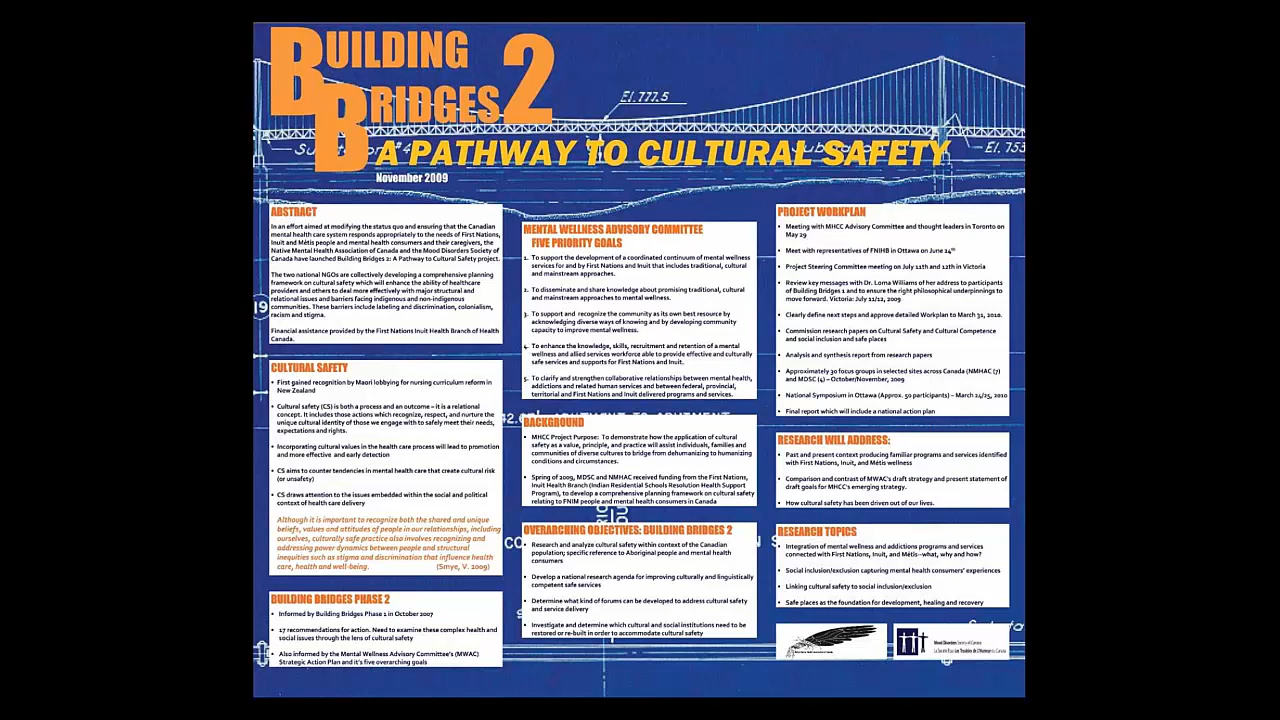 BUILDING
BRIDGES 2
El. 777.5
A PATHWAY TO CULTURAL SAFETY
El. 753
November 2009
ABSTRACT
In an effort aimed at modifying the status quo and ensuring that the Canadian
mental health care system responds appropriately to the needs of First Nations,
Inuit and Métis people and mental health consumers and their caregivers, the
Native Mental Health Association of Canada and the Mood Disorders Society of
Canada have launched Building Bridges 2: A Pathway to Cultural Safety project.
The two national NGOs are collectively developing a comprehensive planning
framework on cultural safety which will enhance the ability of healthcare
providers and others to deal more effectively with major structural and
relational issues and barriers facing indigenous and non-indigenous
communities. These barriers include labeling and discrimination, colonialism,
racism and stigma.
Financial assistance provided by the First Nations Inuit Health Branch of Health
Canada.
CULTURAL SAFETY
• First gained recognition by Maori lobbying for nursing curriculum reform in
New Zealand
• Cultural safety (CS) is both a process and an outcome – it is a relational
concept. It includes those actions which recognize, respect, and nurture the
unique cultural identity of those we engage with to safely meet their needs,
expectations and rights.
• Incorporating cultural values in the health care process will lead to promotion
and more effective and early detection
• CS aims to counter tendencies in mental health care that create cultural risk
(or unsafety)
• CS draws attention to the issues embedded within the social and political
context of health care delivery
Although it is important to recognize both the shared and unique
beliefs, values and attitudes of people in our relationships, including
ourselves, culturally safe practice also involves recognizing and
addressing power dynamics between people and structural
inequities such as stigma and discrimination that influence health
care, health and well-being. (Smye, V. 2009)
BUILDING BRIDGES PHASE 2
• Informed by Building Bridges Phase 1 in October 2007
• 17 recommendations for action. Need to examine these complex health and
social issues through the lens of cultural safety
• Also informed by the Mental Wellness Advisory Committee's (MWAC)
Strategic Action Plan and it's five overarching goals
MENTAL WELLNESS ADVISORY COMMITTEE
FIVE PRIORITY GOALS
1. To support the development of a coordinated continuum of mental wellness
services for and by First Nations and Inuit that includes traditional, cultural
and mainstream approaches.
2. To disseminate and share knowledge about promising traditional, cultural
and mainstream approaches to mental wellness.
3. To support and recognize the community as its own best resource by
acknowledging diverse ways of knowing and by developing community
capacity to improve mental wellness.
4. To enhance the knowledge, skills, recruitment and retention of a mental
wellness and allied services workforce able to provide effective and culturally
safe services and supports for First Nations and Inuit.
5. To clarify and strengthen collaborative relationships between mental health,
addictions and related human services and between federal, provincial,
territorial and First Nations and Inuit delivered programs and services.
BACKGROUND
• MHCC Project Purpose: To demonstrate how the application of cultural
safety as a value, principle, and practice will assist individuals, families and
communities of diverse cultures to bridge from dehumanizing to humanizing
conditions and circumstances.
• Spring of 2009, MDSC and NMHAC received funding from the First Nations,
Inuit Health Branch (Indian Residential Schools Resolution Health Support
Program), to develop a comprehensive planning framework on cultural safety
relating to FNIM people and mental health consumers in Canada
OVERARCHING OBJECTIVES: BUILDING BRIDGES 2
• Research and analyze cultural safety within context of the Canadian
population; specific reference to Aboriginal people and mental health
consumers
• Develop a national research agenda for improving culturally and linguistically
competent safe services
• Determine what kind of forums can be developed to address cultural safety
and service delivery
• Investigate and determine which cultural and social institutions need to be
restored or re-built in order to accommodate cultural safety
PROJECT WORKPLAN
• Meeting with MHCC Advisory Committee and thought leaders in Toronto on
May 29
• Meet with representatives of FNIHB in Ottawa on June 14th
• Project Steering Committee meeting on July 11th and 12th in Victoria
• Review key messages with Dr. Lorna Williams of her address to participants
of Building Bridges 1 and to ensure the right philosophical underpinnings to
move forward. Victoria: July 11/12, 2009
• Clearly define next steps and approve detailed Workplan to March 31, 2010.
• Commission research papers on Cultural Safety and Cultural Competence
and social inclusion and safe places
• Analysis and synthesis report from research papers
• Approximately 30 focus groups in selected sites across Canada (NMHAC (7)
and MDSC (4) – October/November, 2009
• National Symposium in Ottawa (Approx. 50 participants) – March 24/25, 2010
• Final report which will include a national action plan
RESEARCH WILL ADDRESS:
• Past and present context producing familiar programs and services identified
with First Nations, Inuit, and Métis wellness
• Comparison and contrast of MWAC's draft strategy and present statement of
draft goals for MHCC's emerging strategy.
• How cultural safety has been driven out of our lives.
RESEARCH TOPICS
• Integration of mental wellness and addictions programs and services
connected with First Nations, Inuit, and Métis--what, why and how?
• Social inclusion/exclusion capturing mental health consumers' experiences
• Linking cultural safety to social inclusion/exclusion
• Safe places as the foundation for development, healing and recovery
Mood Disorders Society of Canada
La Société Pour Les Troubles de L'Humeur du Canada